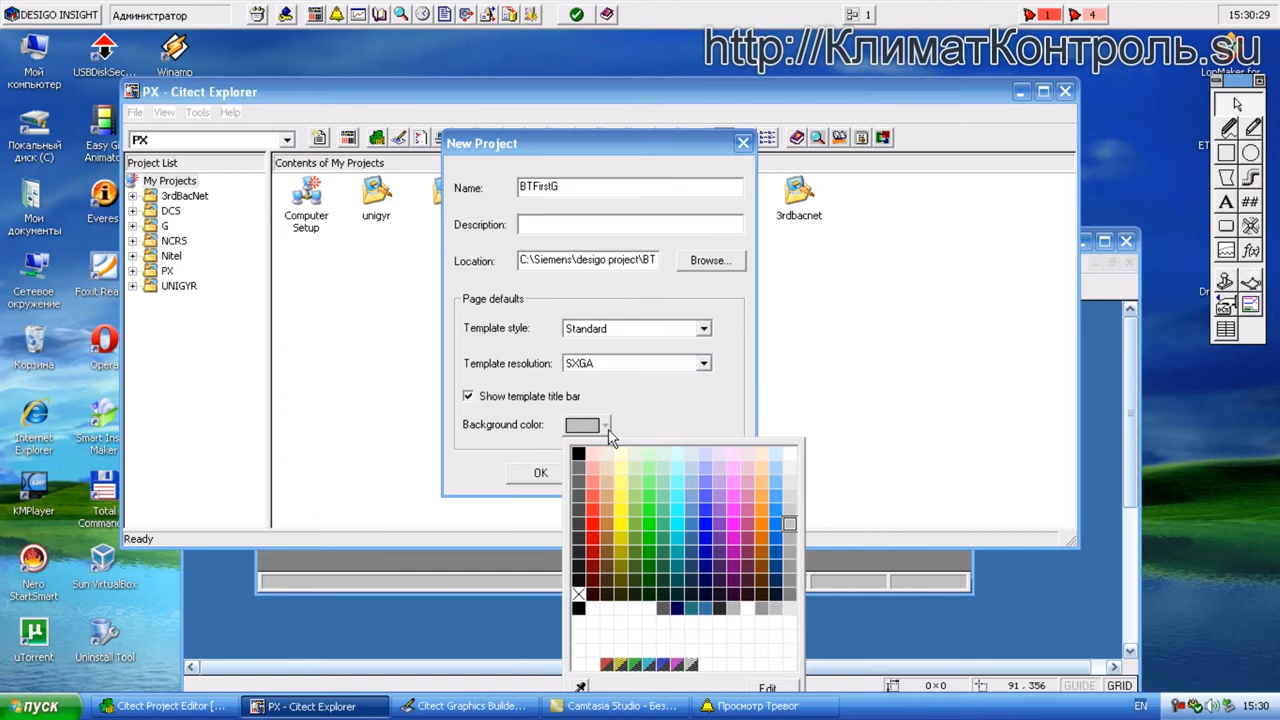 DESIGO INSIGHT
Администратор
1
1
4
15:30:29
http://КлиматКонтроль.su
Мой компьютер
USBDiskSec...
Winamp
LopMaker for
Локальный диск (C)
Easy G
Animato
Мои документы
Everes
Сетевое окружение
Foxit Rea
Корзина
Opera
Internet Explorer
Smart Ins
Maker
KMPlayer
Total
Comman
Nero StartSmart
Sun VirtualBox
uTorrent
Uninstall Tool
PX - Citect Explorer
File View Tools Help
PX
Project List
Contents of My Projects
My Projects
3rdBacNet
DCS
G
NCRS
Nitel
PX
UNIGYR
Computer Setup
unigyr
3rdbacnet
Ready
New Project
Name:
BTFirstG
Description:
Location:
C:\Siemens\desigo project\BT
Browse...
Page defaults
Template style:
Standard
Template resolution:
SXGA
Show template title bar
Background color:
OK
Edit
A
##
f(x)
0×0
91, 356
GUIDE
GRID
пуск
Citect Project Editor [...
PX - Citect Explorer
Citect Graphics Builde...
Camtasia Studio - Без...
Просмотр Тревог
EN
15:30